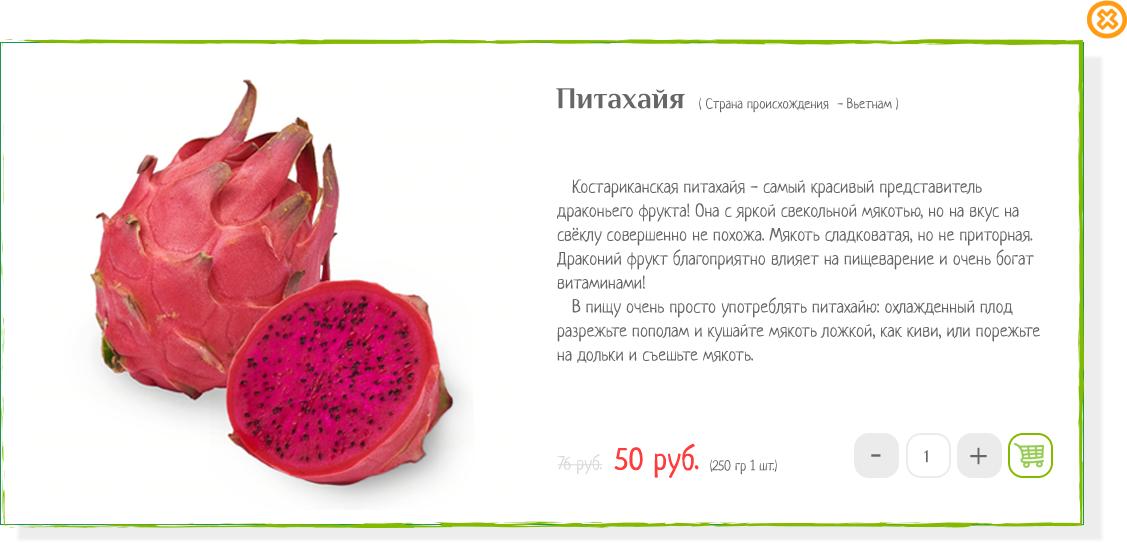 Питахайя ( Страна происхождения - Вьетнам )
Костариканская питахайя - самый красивый представитель
драконьего фрукта! Она с яркой свекольной мякотью, но на вкус на
свёклу совершенно не похожа. Мякоть сладковатая, но не приторная.
Драконий фрукт благоприятно влияет на пищеварение и очень богат
витаминами!
В пищу очень просто употреблять питахайю: охлажденный плод
разрежьте пополам и кушайте мякоть ложкой, как киви, или порежьте
на дольки и съешьте мякоть.
76 руб. 50 руб. (250 гр 1 шт.) - 1 +